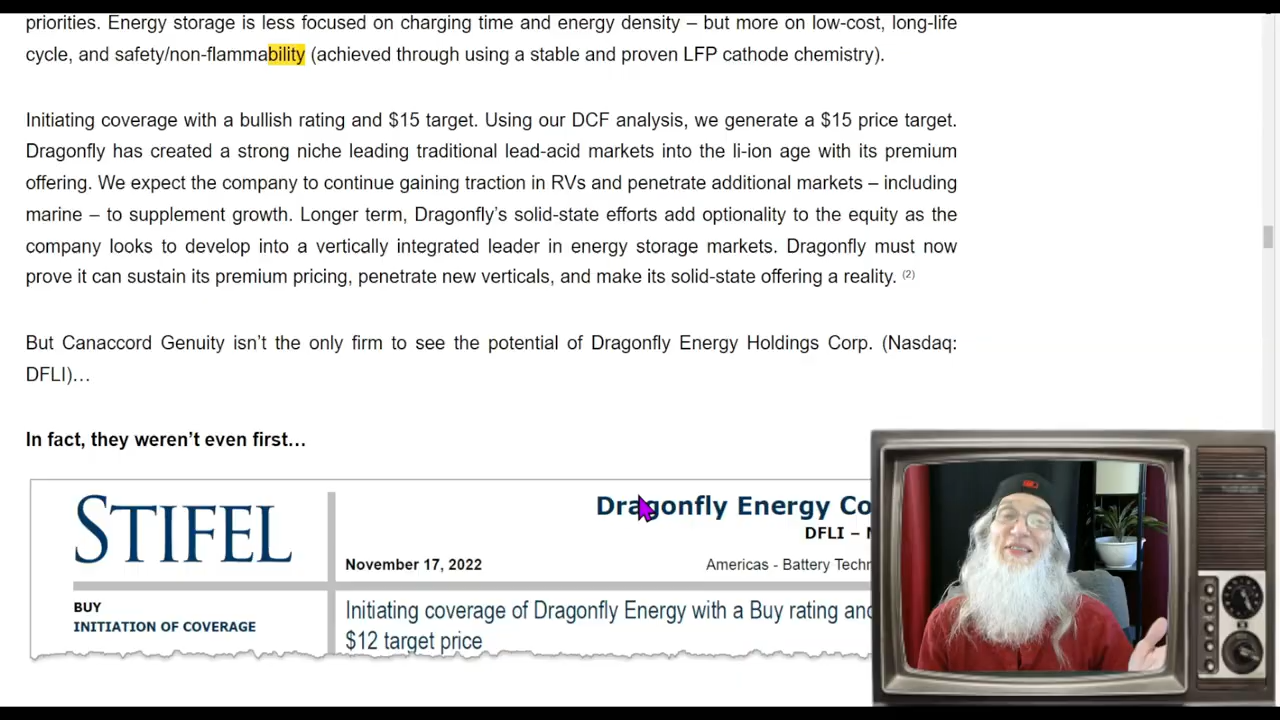 priorities. Energy storage is less focused on charging time and energy density – but more on low-cost, long-life
cycle, and safety/non-flammability (achieved through using a stable and proven LFP cathode chemistry).
Initiating coverage with a bullish rating and $15 target. Using our DCF analysis, we generate a $15 price target.
Dragonfly has created a strong niche leading traditional lead-acid markets into the li-ion age with its premium
offering. We expect the company to continue gaining traction in RVs and penetrate additional markets – including
marine – to supplement growth. Longer term, Dragonfly's solid-state efforts add optionality to the equity as the
company looks to develop into a vertically integrated leader in energy storage markets. Dragonfly must now
prove it can sustain its premium pricing, penetrate new verticals, and make its solid-state offering a reality. (2)
But Canaccord Genuity isn't the only firm to see the potential of Dragonfly Energy Holdings Corp. (Nasdaq:
DFLI)…
In fact, they weren't even first…
STIFEL
Dragonfly Energy Co
DFLI –
November 17, 2022
Americas - Battery Techn
BUY
INITIATION OF COVERAGE
Initiating coverage of Dragonfly Energy with a Buy rating and
$12 target price